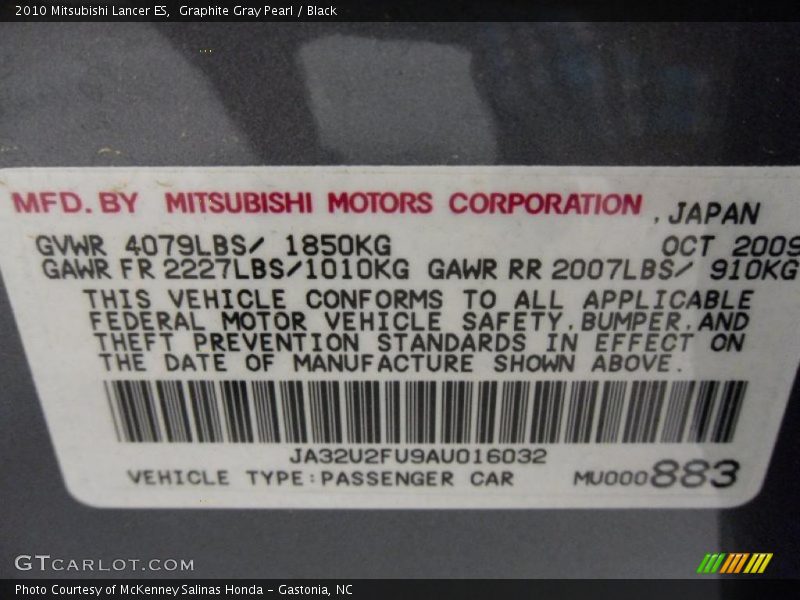 2010 Mitsubishi Lancer ES,  Graphite Gray Pearl / Black
MFD. BY MITSUBISHI MOTORS CORPORATION , JAPAN
GVWR 4079LBS/ 1850KG OCT 2009
GAWR FR 2227LBS/1010KG GAWR RR 2007LBS/ 910KG
THIS VEHICLE CONFORMS TO ALL APPLICABLE
FEDERAL MOTOR VEHICLE SAFETY,BUMPER,AND
THEFT PREVENTION STANDARDS IN EFFECT ON
THE DATE OF MANUFACTURE SHOWN ABOVE.
JA32U2FU9AU016032
VEHICLE TYPE:PASSENGER CAR MU000883
GTCARLOT.COM
Photo Courtesy of McKenney Salinas Honda - Gastonia, NC